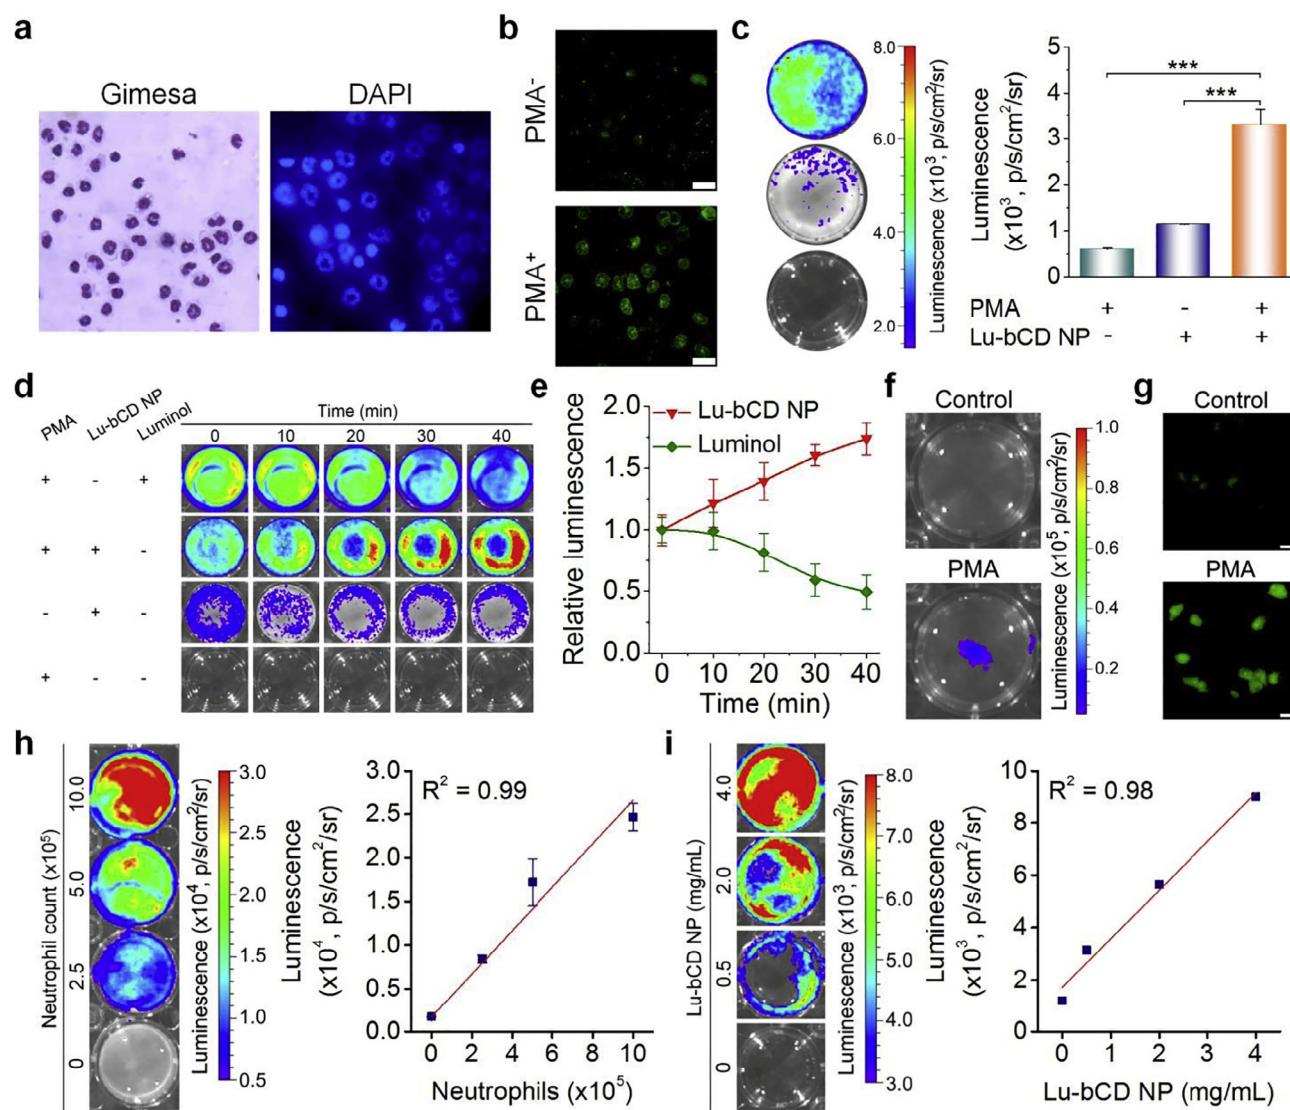 a
Gimesa
DAPI
b
PMA-
PMA+
c
8.0
6.0
4.0
2.0
Luminescence (x10³, p/s/cm²/sr)
Luminescence
(x10³, p/s/cm²/sr)
5
4
3
2
1
0
***
***
PMA + - +
Lu-bCD NP - + +
d
PMA
Lu-bCD NP
Luminol
Time (min)
0 10 20 30 40
+ - +
+ + -
- + -
+ - -
e
Relative luminescence
2.0
1.5
1.0
0.5
0.0
Lu-bCD NP
Luminol
0 10 20 30 40
Time (min)
f
Control
PMA
1.0
0.8
0.6
0.4
0.2
Luminescence (x10⁵, p/s/cm²/sr)
g
Control
PMA
h
Neutrophil count (x10⁵)
10.0
5.0
2.5
0
3.0
2.5
2.0
1.5
1.0
0.5
Luminescence (x10⁴, p/s/cm²/sr)
Luminescence
(x10⁴, p/s/cm²/sr)
3.0
2.5
2.0
1.5
1.0
0.5
0.0
R² = 0.99
0 2 4 6 8 10
Neutrophils (x10⁵)
i
Lu-bCD NP (mg/mL)
4.0
2.0
0.5
0
8.0
7.0
6.0
5.0
4.0
3.0
Luminescence (x10³, p/s/cm²/sr)
Luminescence
(x10³, p/s/cm²/sr)
10
8
6
4
2
0
R² = 0.98
0 2 4
Lu-bCD NP (mg/mL)